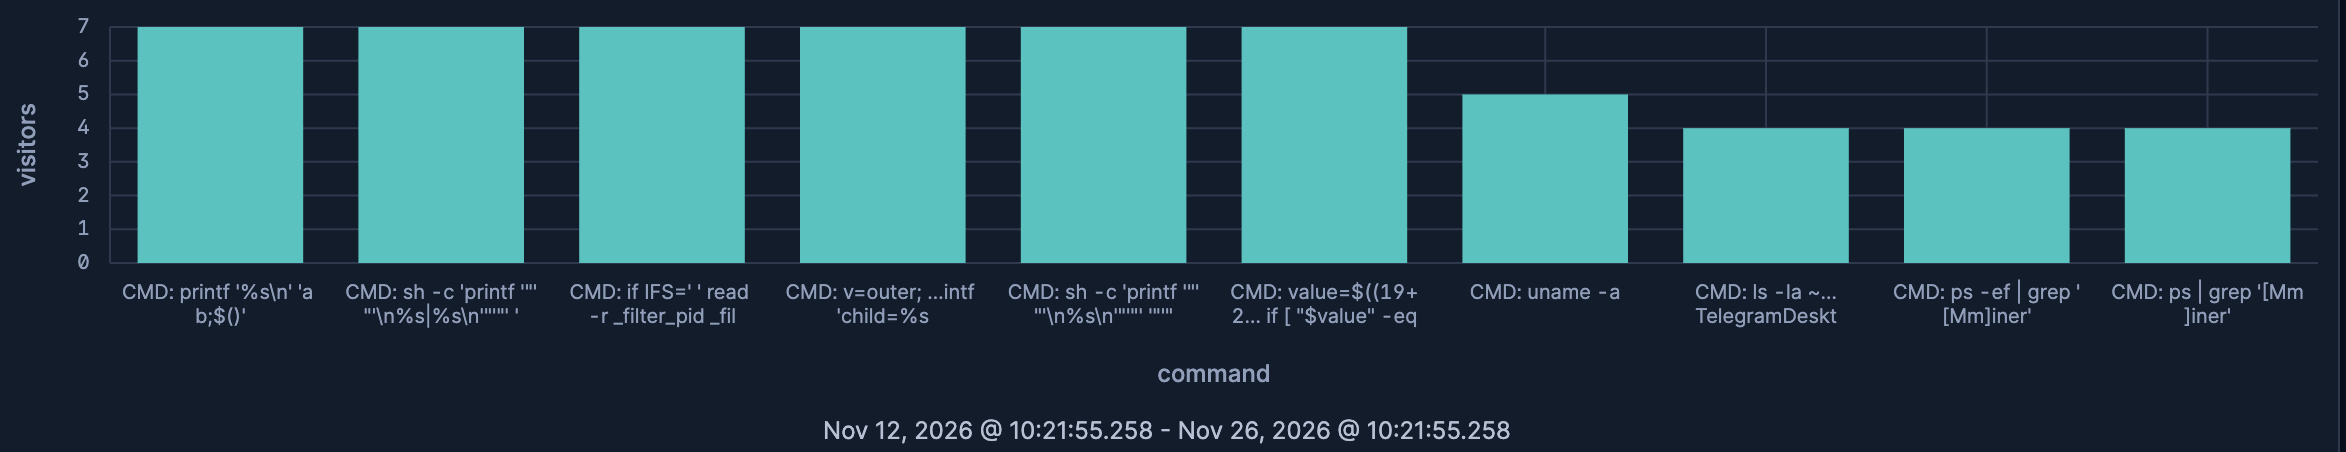 7
6
5
4
3
2
1
0
visitors
CMD: printf '%s\n' 'a
b;$()'
CMD: sh -c 'printf '"'
"'\n%s|%s\n'"'"' '
CMD: if IFS=' ' read
-r _filter_pid _fil
CMD: v=outer; ...intf
'child=%s
CMD: sh -c 'printf '"'
"'\n%s\n'"'"' '"'"'
CMD: value=$((19+
2... if [ "$value" -eq
CMD: uname -a
CMD: ls -la ~...
TelegramDeskt
CMD: ps -ef | grep '
[Mm]iner'
CMD: ps | grep '[Mm
]iner'
command
Nov 12, 2026 @ 10:21:55.258 - Nov 26, 2026 @ 10:21:55.258